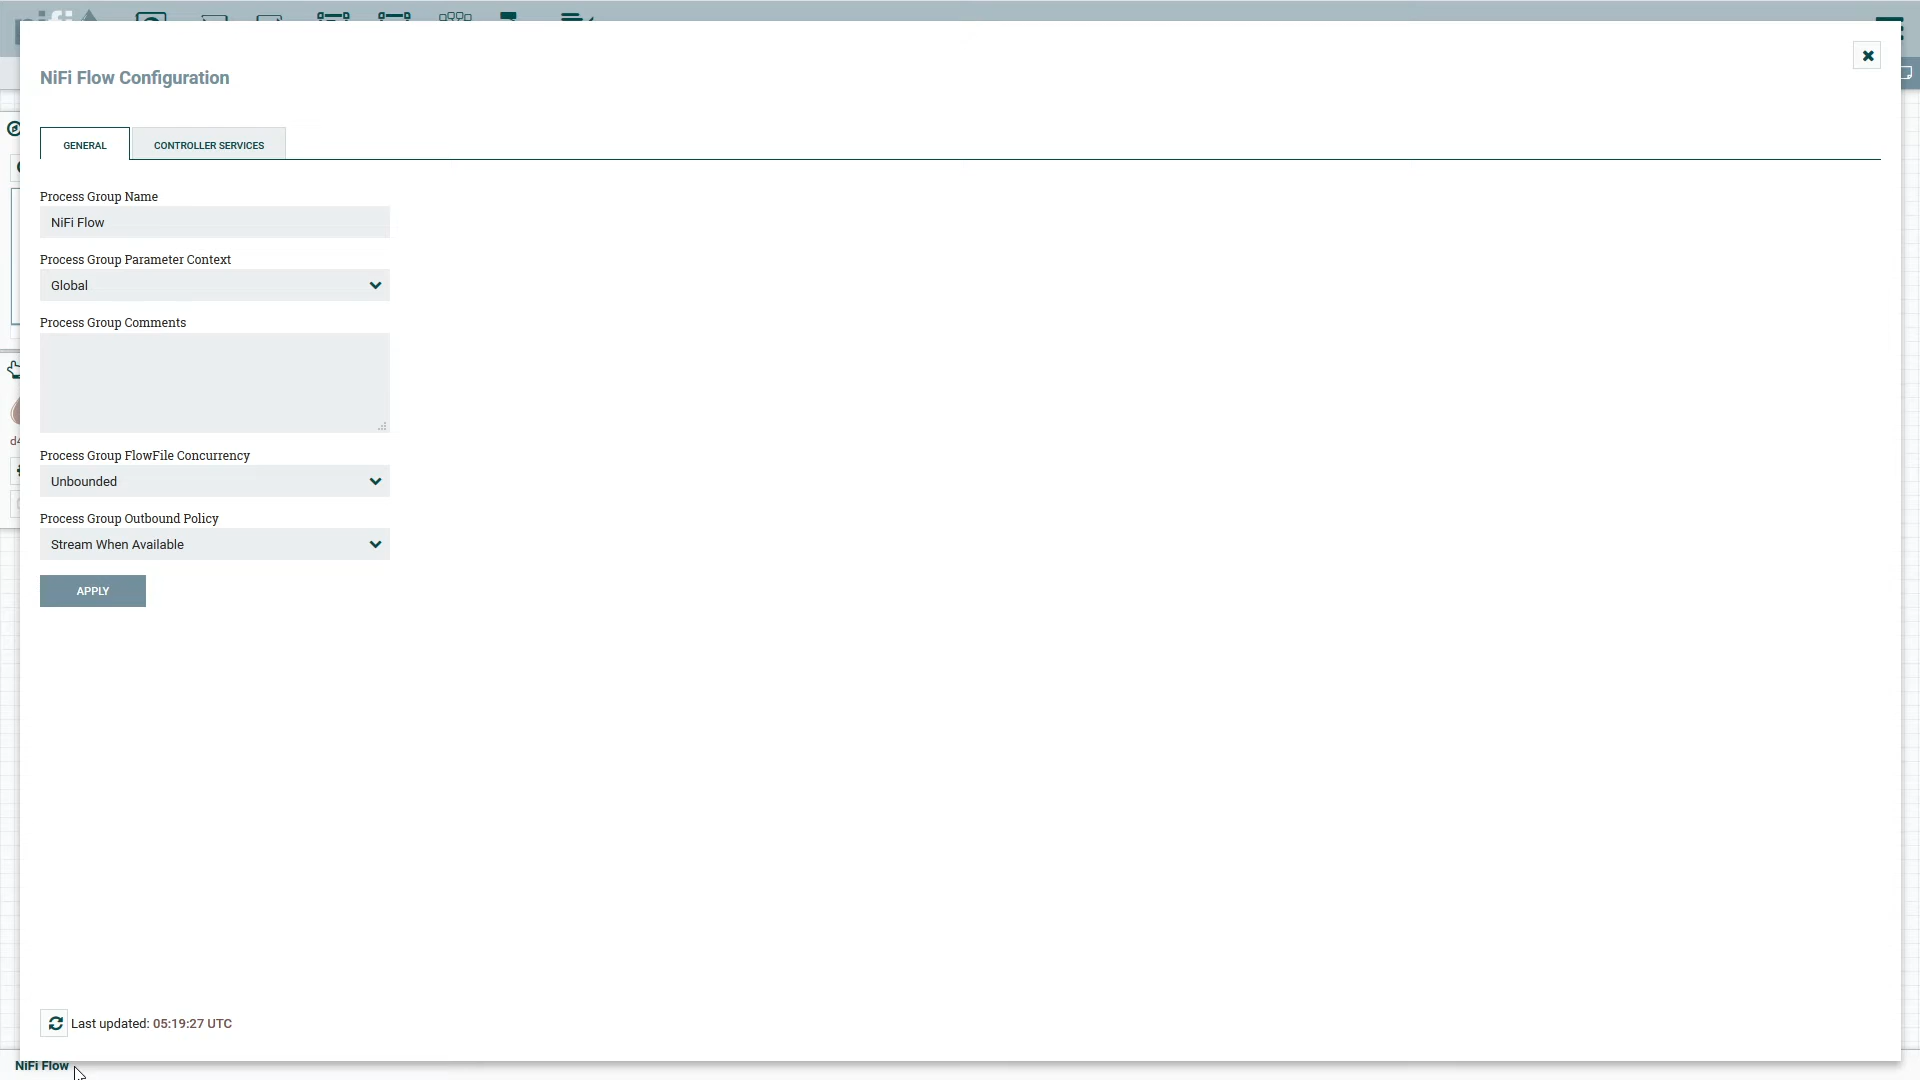 NiFi Flow Configuration
GENERAL
CONTROLLER SERVICES
Process Group Name
NiFi Flow
Process Group Parameter Context
Global
Process Group Comments
Process Group FlowFile Concurrency
Unbounded
Process Group Outbound Policy
Stream When Available
APPLY
Last updated: 05:19:27 UTC
NiFi Flow